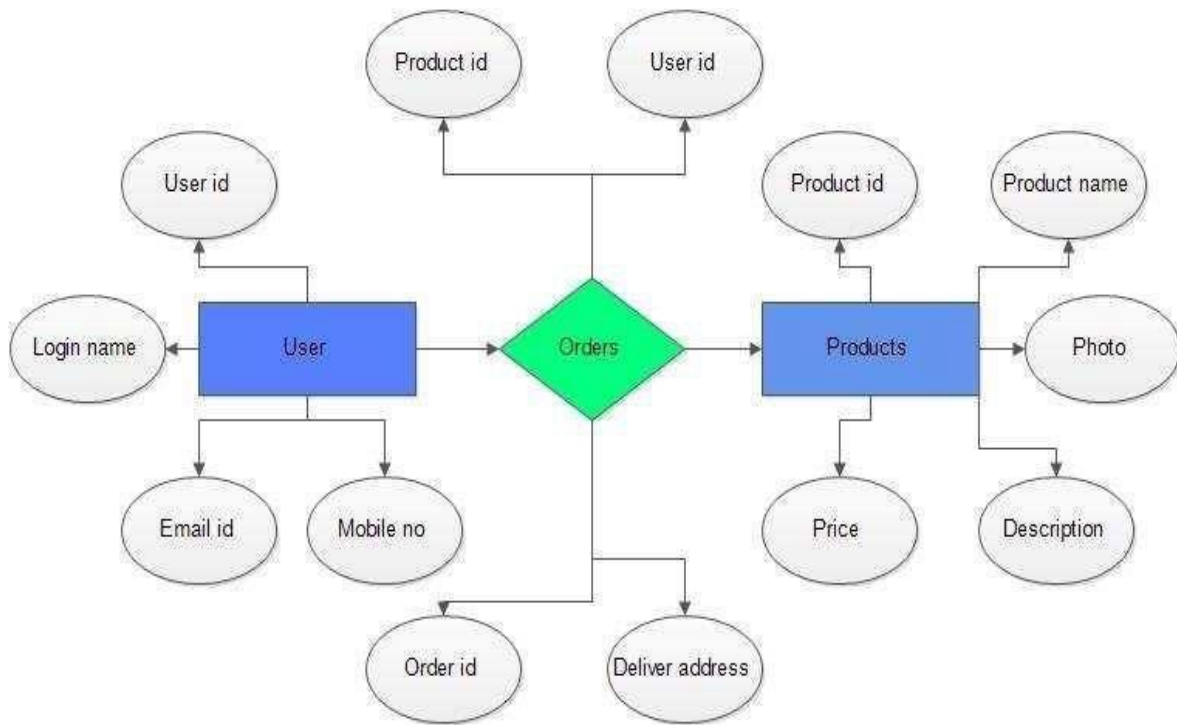 Product id
User id
User id
Product id
Product name
Login name
User
Orders
Products
Photo
Email id
Mobile no
Price
Description
Order id
Deliver address